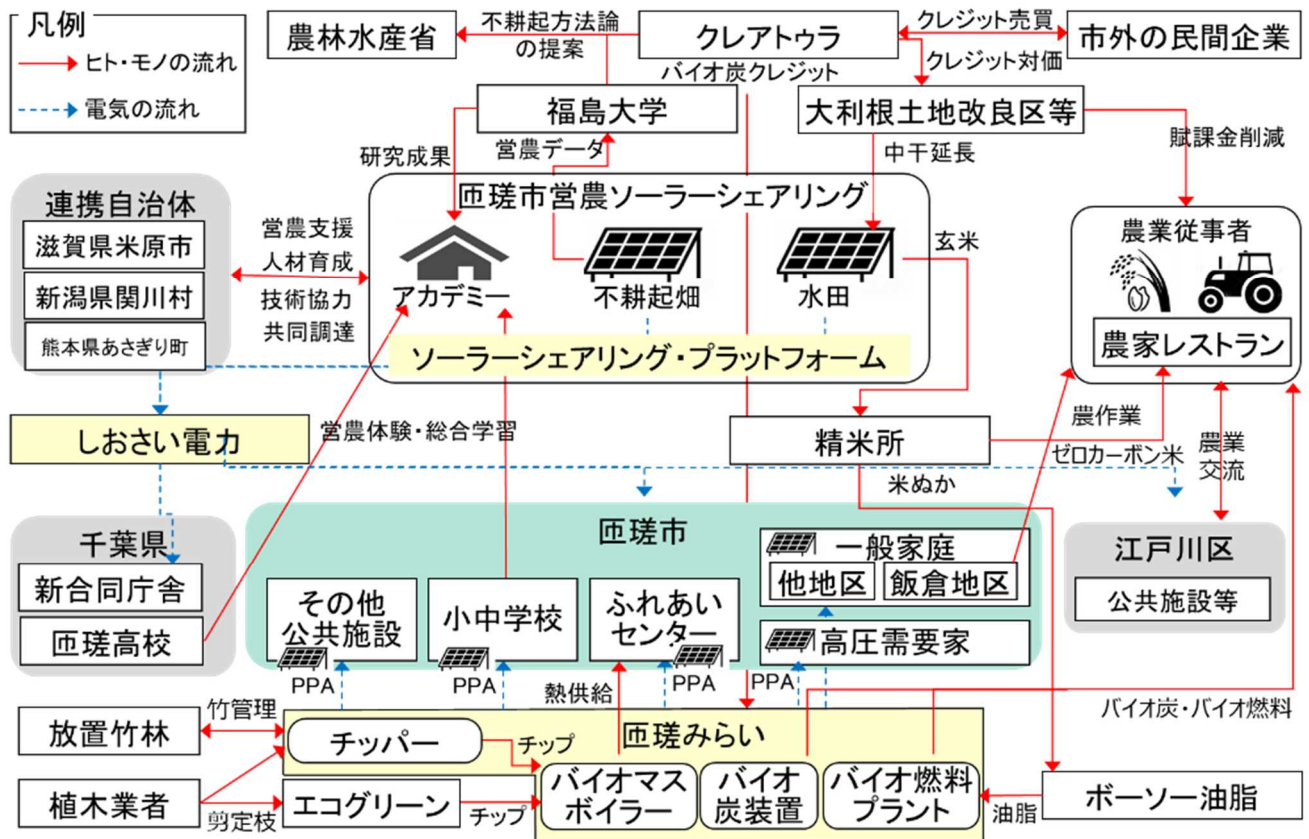 凡例
ヒト・モノの流れ
電気の流れ
農林水産省
不耕起方法論
の提案
クレアトゥラ
クレジット売買
市外の民間企業
バイオ炭クレジット
クレジット対価
福島大学
大利根土地改良区等
研究成果
営農データ
中干延長
賦課金削減
連携自治体
滋賀県米原市
新潟県関川村
熊本県あさぎり町
営農支援
人材育成
技術協力
共同調達
匝瑳市営農ソーラーシェアリング
アカデミー
不耕起畑
水田
玄米
ソーラーシェアリング・プラットフォーム
農業従事者
農家レストラン
しおさい電力
営農体験・総合学習
精米所
農作業
ゼロカーボン米
農業
交流
米ぬか
千葉県
新合同庁舎
匝瑳高校
匝瑳市
その他
公共施設
小中学校
ふれあい
センター
一般家庭
他地区
飯倉地区
高圧需要家
江戸川区
公共施設等
PPA
PPA
熱供給
PPA
PPA
バイオ炭・バイオ燃料
放置竹林
竹管理
チッパー
チップ
匝瑳みらい
植木業者
剪定枝
エコグリーン
チップ
バイオマス
ボイラー
バイオ
炭装置
バイオ燃料
プラント
油脂
ボーソー油脂